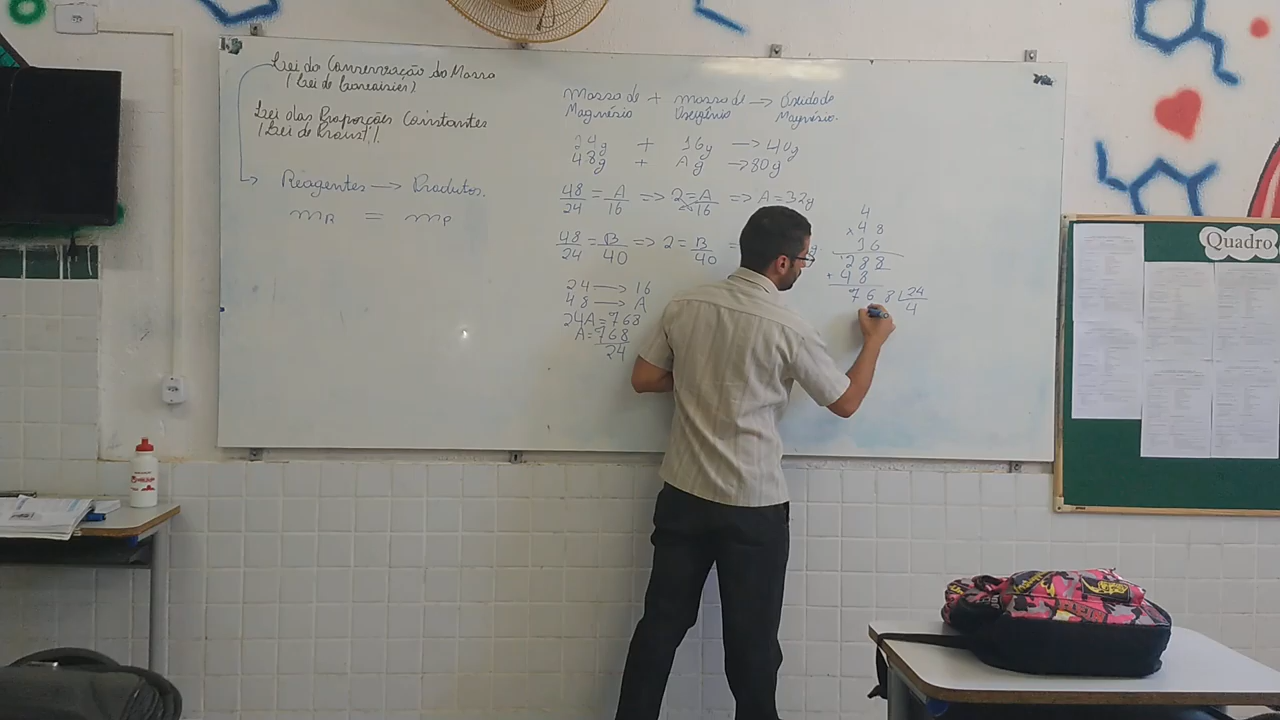 Lei da Conservação da Massa
(Lei de Lavoisier)
Lei das Proporções Constantes
(Lei de Proust).
Reagentes → Produtos.
mR = mP
massa de + massa de → Óxido de
Magnésio Oxigênio Magnésio.
24g + 16g → 40g
48g + Ag → 80g
48/24 = A/16 => 2 = A/16 => A = 32g
48/24 = B/40 => 2 = B/40 =
g
24 → 16
48 → A
24A = 768
A = 768
24
4
×48
16
288
+48
768 24
4
Quadro